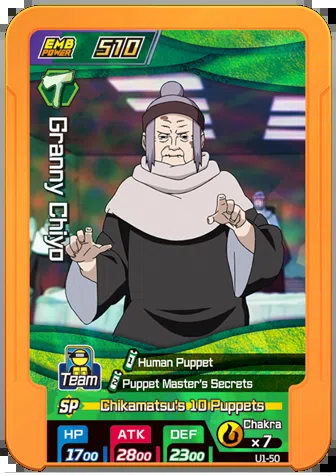 EMB
POWER
510
T
Granny Chiyo
Human Puppet
Team
Puppet Master's Secrets
SP
Chikamatsu's 10 Puppets
HP
ATK
DEF
Chakra
1700
2800
2300
×7
U1-50